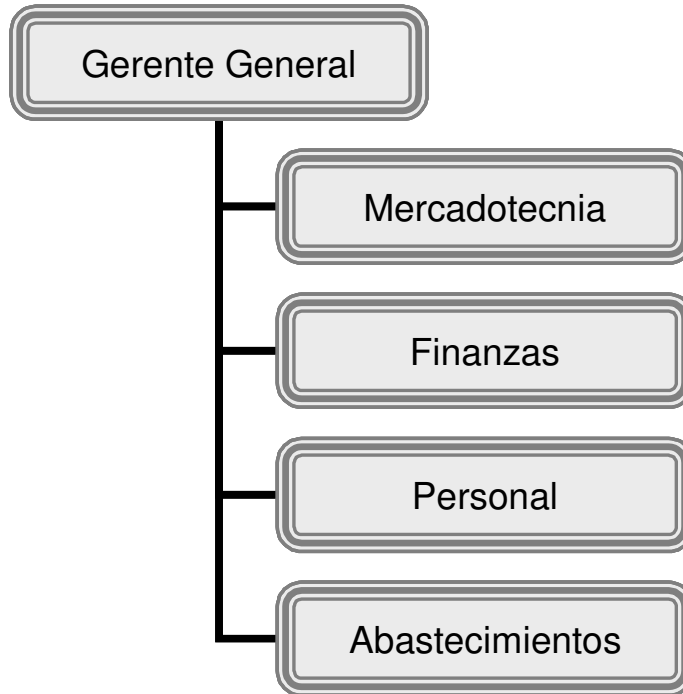 Gerente General
Mercadotecnia
Finanzas
Personal
Abastecimientos